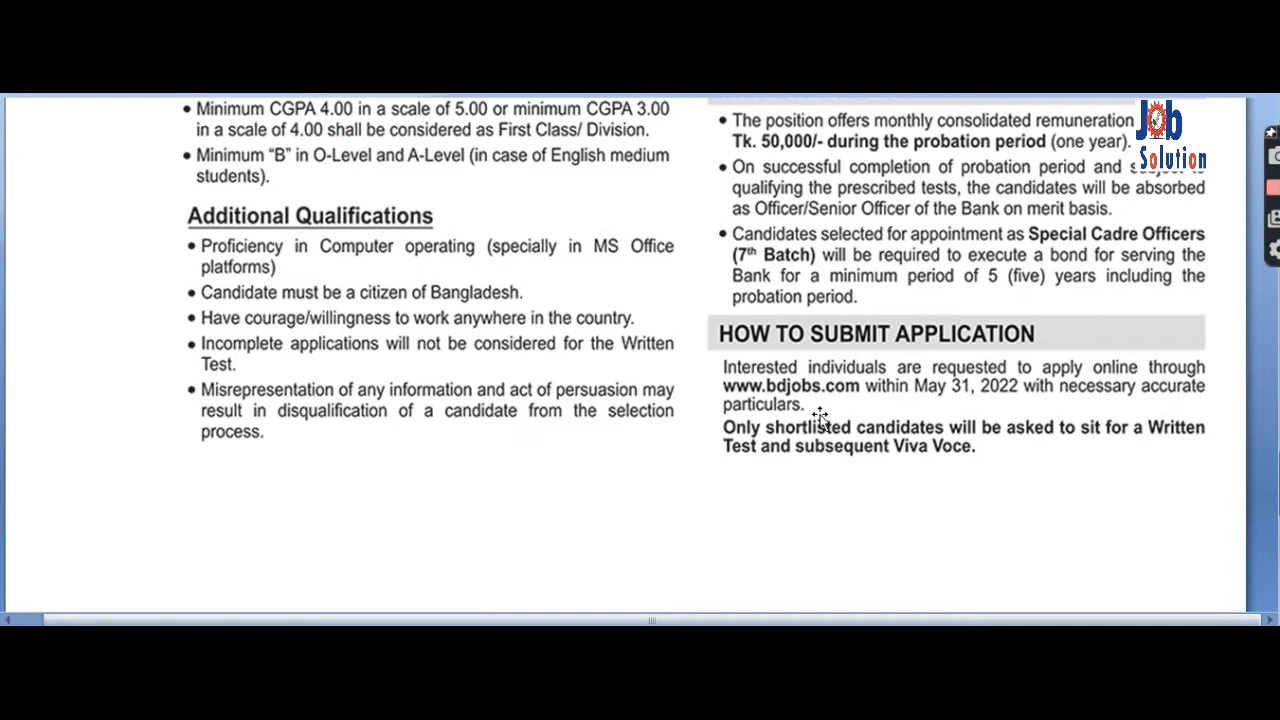 Minimum CGPA 4.00 in a scale of 5.00 or minimum CGPA 3.00
in a scale of 4.00 shall be considered as First Class/ Division.
Minimum “B” in O-Level and A-Level (in case of English medium
students).
Additional Qualifications
Proficiency in Computer operating (specially in MS Office
platforms)
Candidate must be a citizen of Bangladesh.
Have courage/willingness to work anywhere in the country.
Incomplete applications will not be considered for the Written
Test.
Misrepresentation of any information and act of persuasion may
result in disqualification of a candidate from the selection
process.
The position offers monthly consolidated remuneration
Tk. 50,000/- during the probation period (one year).
On successful completion of probation period and
qualifying the prescribed tests, the candidates will be absorbed
as Officer/Senior Officer of the Bank on merit basis.
Candidates selected for appointment as Special Cadre Officers
(7th Batch) will be required to execute a bond for serving the
Bank for a minimum period of 5 (five) years including the
probation period.
HOW TO SUBMIT APPLICATION
Interested individuals are requested to apply online through
www.bdjobs.com within May 31, 2022 with necessary accurate
particulars.
Only shortlisted candidates will be asked to sit for a Written
Test and subsequent Viva Voce.
Job
Solution